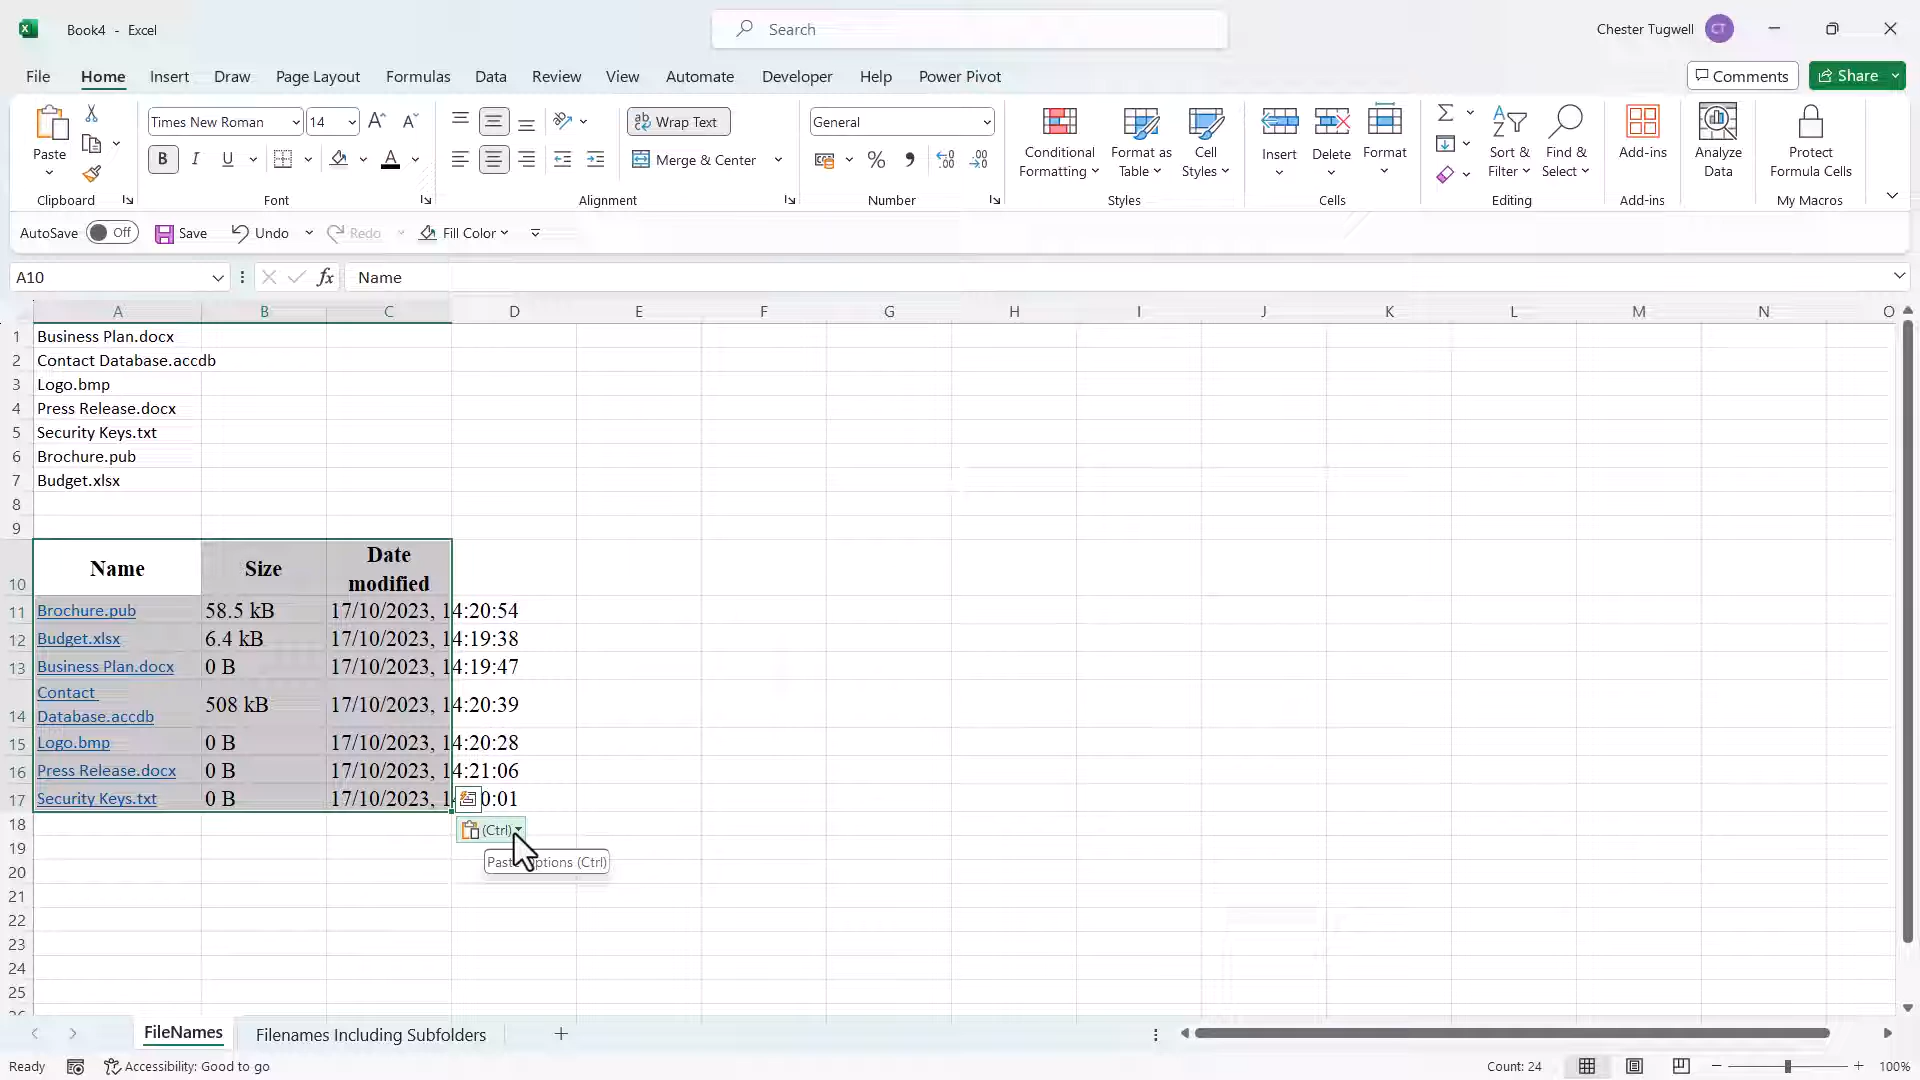 Book4 - Excel
Search
Chester Tugwell
CT
File Home Insert Draw Page Layout Formulas Data Review View Automate Developer Help Power Pivot
Comments
Share
Paste
Clipboard
Times New Roman
14
B I U
Font
Wrap Text
Merge & Center
Alignment
General
Number
Conditional Formatting
Format as Table
Cell Styles
Styles
Insert
Delete
Format
Cells
Sort & Filter
Find & Select
Editing
Add-ins
Add-ins
Analyze Data
Protect Formula Cells
My Macros
AutoSave Off Save Undo Redo Fill Color
A10
fx
Name
A B C D E F G H I J K L M N O
1 Business Plan.docx
2 Contact Database.accdb
3 Logo.bmp
4 Press Release.docx
5 Security Keys.txt
6 Brochure.pub
7 Budget.xlsx
8
9
10 Name Size Date modified
11 Brochure.pub 58.5 kB 17/10/2023, 14:20:54
12 Budget.xlsx 6.4 kB 17/10/2023, 14:19:38
13 Business Plan.docx 0 B 17/10/2023, 14:19:47
14 Contact Database.accdb 508 kB 17/10/2023, 14:20:39
15 Logo.bmp 0 B 17/10/2023, 14:20:28
16 Press Release.docx 0 B 17/10/2023, 14:21:06
17 Security Keys.txt 0 B 17/10/2023, 0:01
18
(Ctrl)
19
(Ctrl)
20
21
22
23
24
25
FileNames
Filenames Including Subfolders
Ready
Accessibility: Good to go
Count: 24
100%